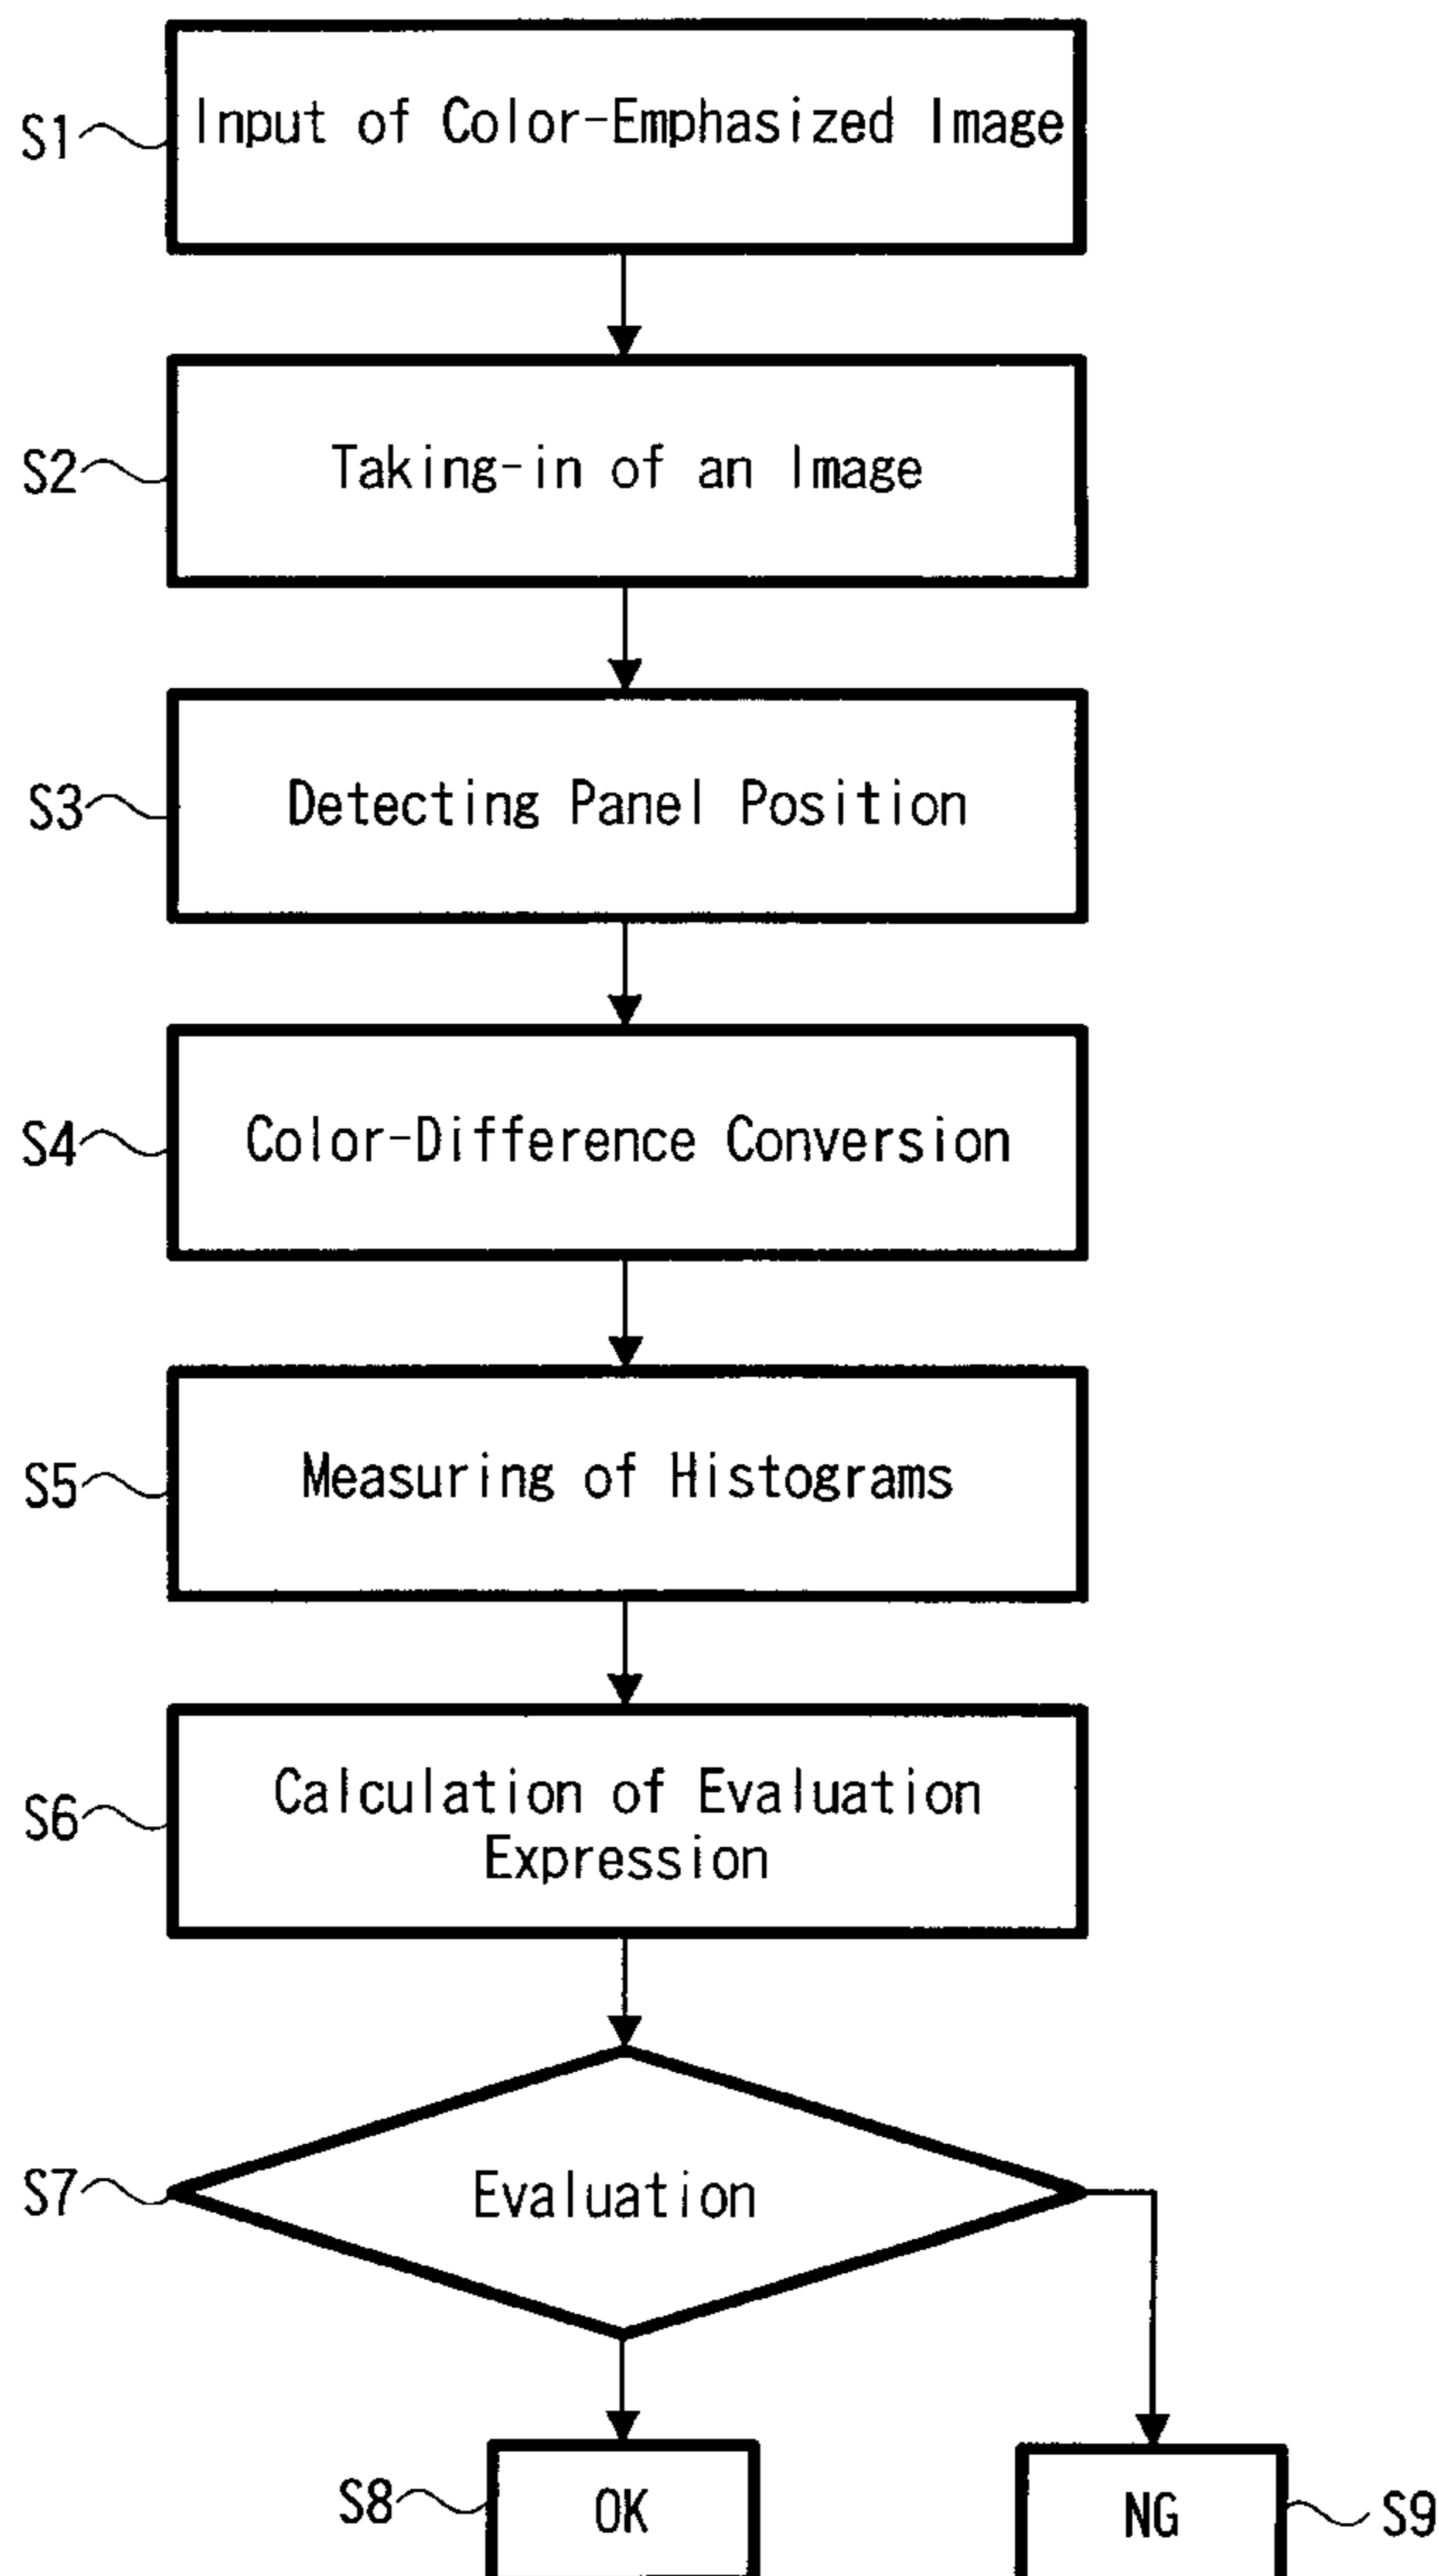 S1
Input of Color-Emphasized Image
S2
Taking-in of an Image
S3
Detecting Panel Position
S4
Color-Difference Conversion
S5
Measuring of Histograms
S6
Calculation of Evaluation
Expression
S7
Evaluation
S8
OK
NG
S9